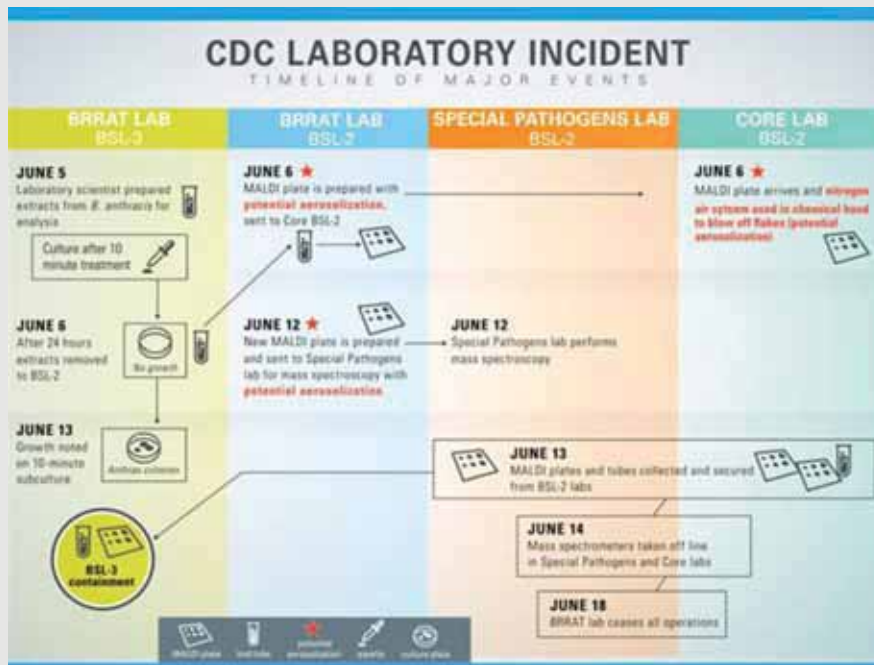 CDC LABORATORY INCIDENT
TIMELINE OF MAJOR EVENTS
BRRAT LAB
BSL-3
BRRAT LAB
BSL-2
SPECIAL PATHOGENS LAB
BSL-2
CORE LAB
BSL-2
JUNE 5
Laboratory scientist prepared
extracts from B. anthracis for
analysis
Culture after 10
minute treatment
JUNE 6
After 24 hours
extracts removed
to BSL-2
No growth
JUNE 13
Growth noted
on 10-minute
subculture
Anthrax colonies
BSL-3
containment
JUNE 6
MALDI plate is prepared with
potential aerosolization,
sent to Core BSL-2
JUNE 12
New MALDI plate is prepared
and sent to Special Pathogens
lab for mass spectroscopy with
potential aerosolization
JUNE 12
Special Pathogens lab performs
mass spectroscopy
JUNE 6
MALDI plate arrives and nitrogen
air system used in chemical hood
to blow off flakes (potential
aerosolization)
JUNE 13
MALDI plates and tubes collected and secured
from BSL-2 labs
JUNE 14
Mass spectrometers taken off line
in Special Pathogens and Core labs
JUNE 18
BRRAT lab ceases all operations
MALDI plate
test tube
potential
aerosolization
culture plate